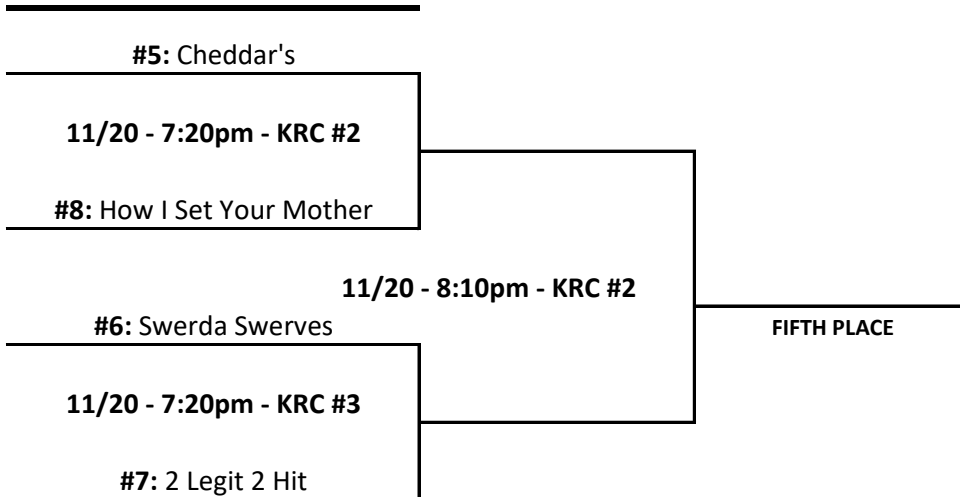 #5: Cheddar's
11/20 - 7:20pm - KRC #2
#8: How I Set Your Mother
11/20 - 8:10pm - KRC #2
#6: Swerda Swerves
FIFTH PLACE
11/20 - 7:20pm - KRC #3
#7: 2 Legit 2 Hit